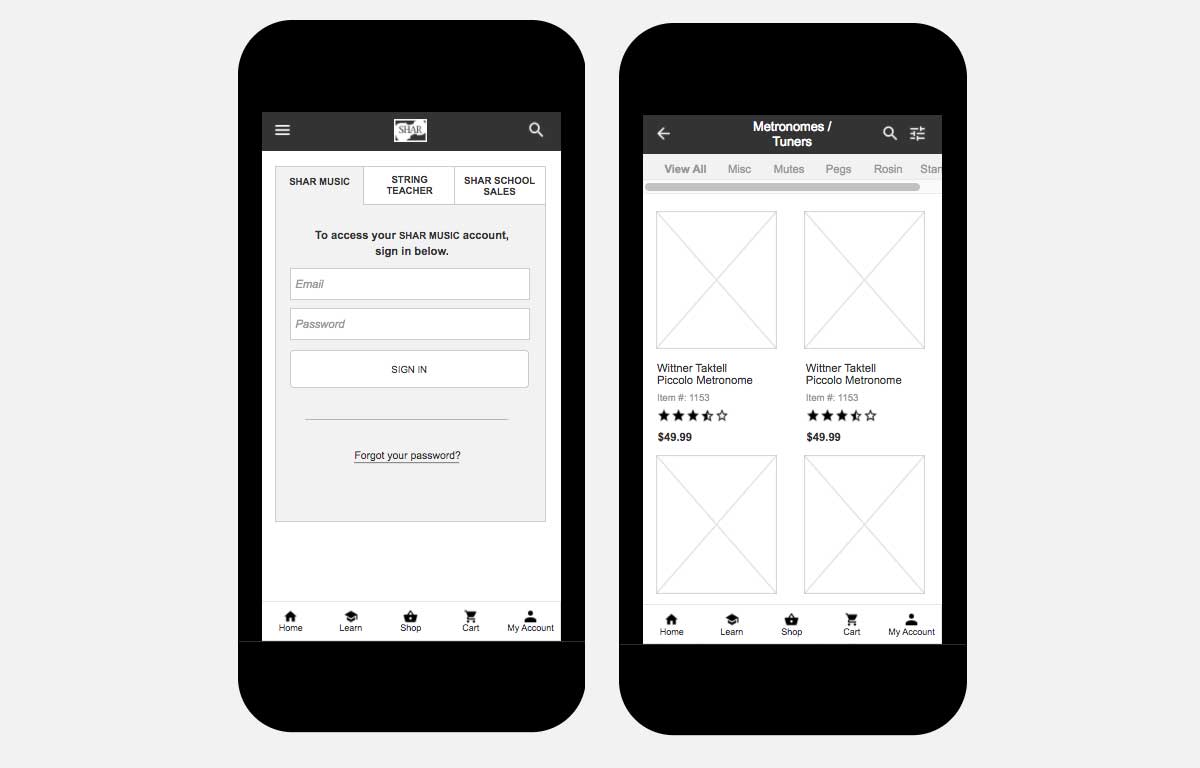 SHAR
SHAR MUSIC
STRING
TEACHER
SHAR SCHOOL
SALES
To access your SHAR MUSIC account,
sign in below.
Email
Password
SIGN IN
Forgot your password?
Home
Learn
Shop
Cart
My Account
Metronomes /
Tuners
View All
Misc
Mutes
Pegs
Rosin
Stan
Wittner Taktell
Piccolo Metronome
Item #: 1153
$49.99
Wittner Taktell
Piccolo Metronome
Item #: 1153
$49.99
Home
Learn
Shop
Cart
My Account